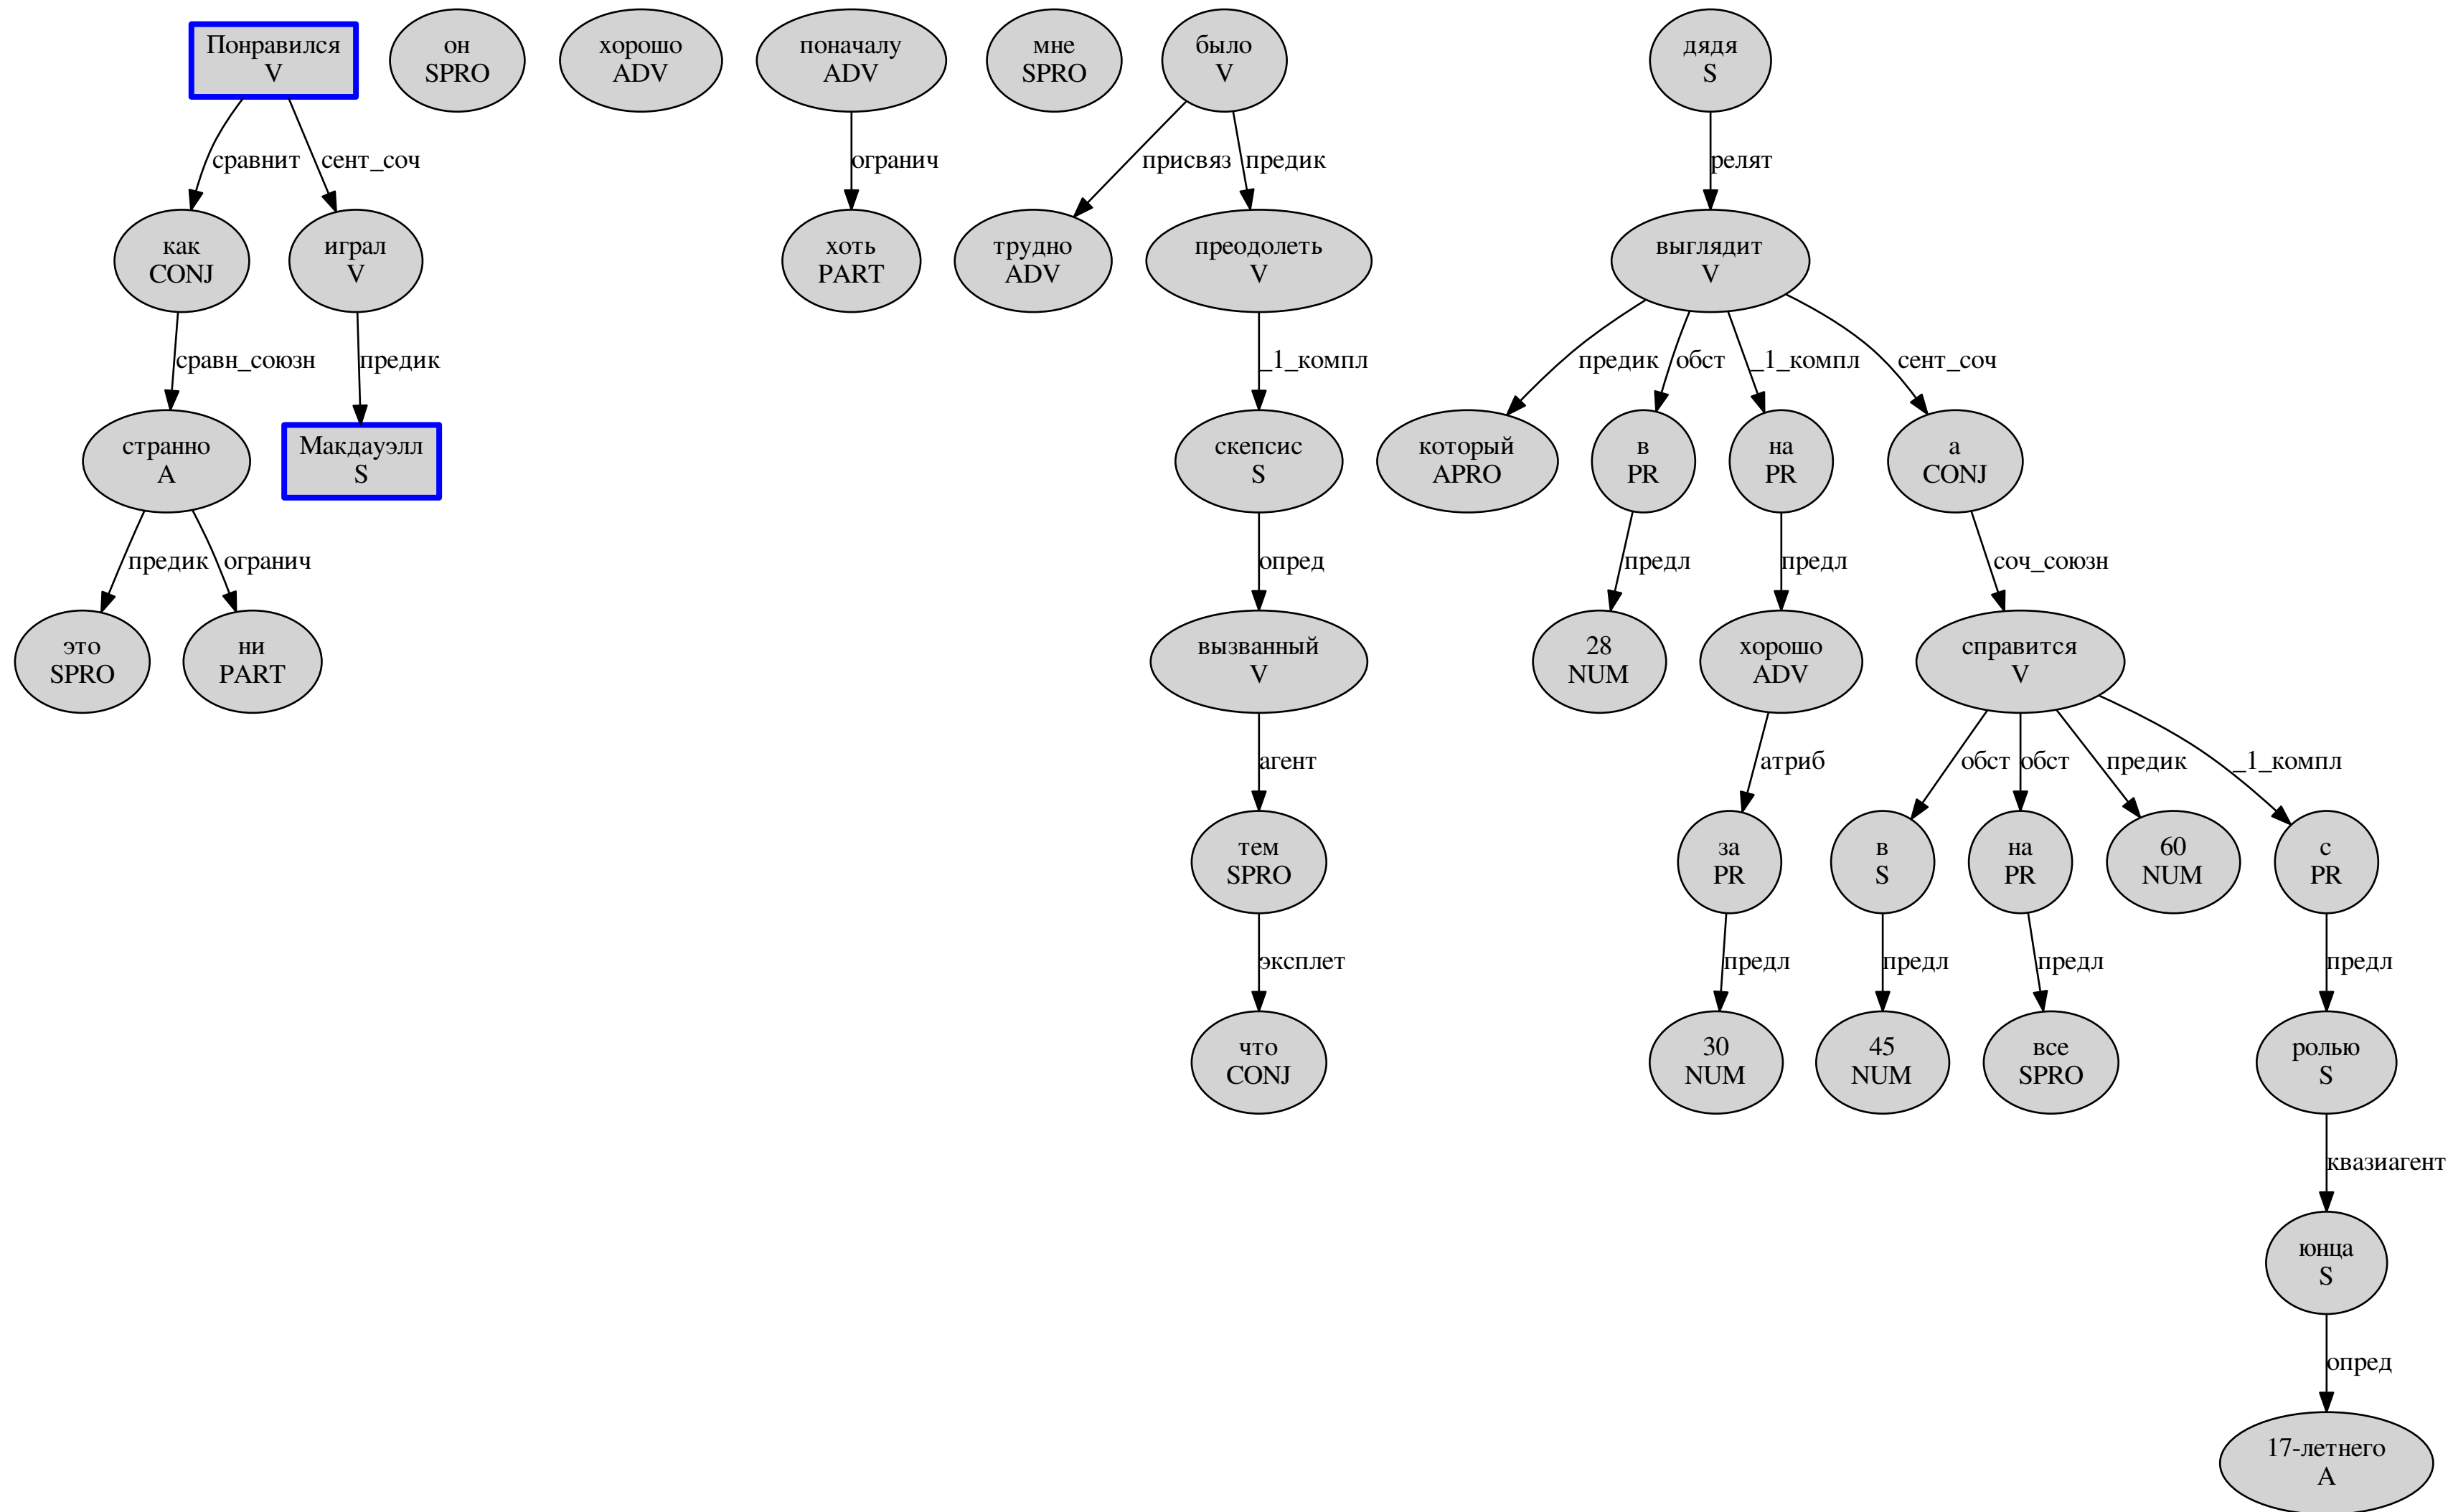 Понравился
V
он
SPRO
хорошо
ADV
поначалу
ADV
мне
SPRO
было
V
дядя
S
сравнит
сент_соч
огранич
присвяз
предик
релят
как
CONJ
играл
V
хоть
PART
трудно
ADV
преодолеть
V
выглядит
V
сравн_союзн
предик
_1_компл
предик
обст
_1_компл
сент_соч
странно
A
Макдауэлл
S
скепсис
S
который
APRO
в
PR
на
PR
а
CONJ
предик
огранич
опред
предл
предл
соч_союзн
это
SPRO
ни
PART
вызванный
V
28
NUM
хорошо
ADV
справится
V
агент
атриб
обст
обст
предик
_1_компл
тем
SPRO
за
PR
в
S
на
PR
60
NUM
с
PR
эксплет
предл
предл
предл
предл
что
CONJ
30
NUM
45
NUM
все
SPRO
ролью
S
квазиагент
юнца
S
опред
17-летнего
A